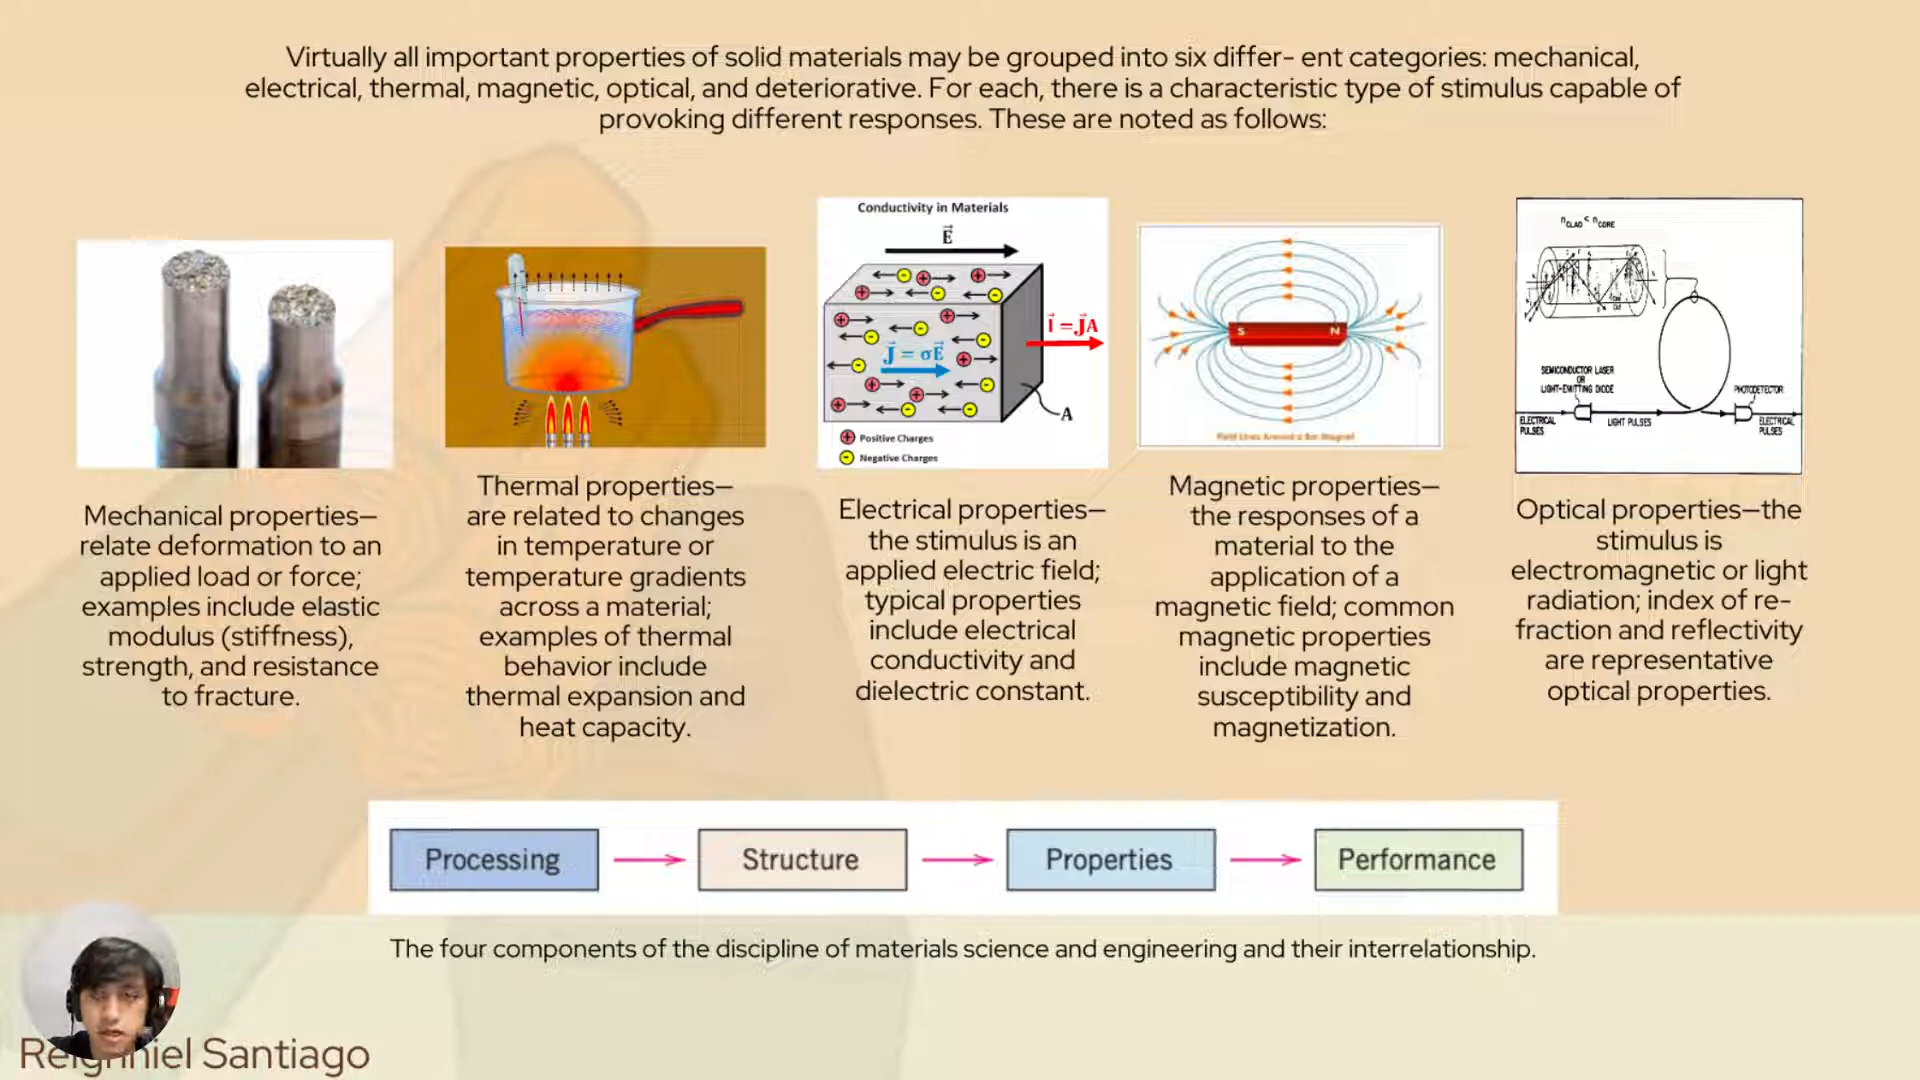 Virtually all important properties of solid materials may be grouped into six differ- ent categories: mechanical,
electrical, thermal, magnetic, optical, and deteriorative. For each, there is a characteristic type of stimulus capable of
provoking different responses. These are noted as follows:
Mechanical properties—
relate deformation to an
applied load or force;
examples include elastic
modulus (stiffness),
strength, and resistance
to fracture.
Thermal properties—
are related to changes
in temperature or
temperature gradients
across a material;
examples of thermal
behavior include
thermal expansion and
heat capacity.
Conductivity in Materials
E
I = JA
J = σE
A
Positive Charges
Negative Charges
Electrical properties—
the stimulus is an
applied electric field;
typical properties
include electrical
conductivity and
dielectric constant.
S N
Field Lines Around a Bar Magnet
Magnetic properties—
the responses of a
material to the
application of a
magnetic field; common
magnetic properties
include magnetic
susceptibility and
magnetization.
nCLAD < nCORE
SEMICONDUCTOR LASER
OR
LIGHT-EMITTING DIODE
PHOTODETECTOR
ELECTRICAL
PULSES
LIGHT PULSES
ELECTRICAL
PULSES
Optical properties—the
stimulus is
electromagnetic or light
radiation; index of re-
fraction and reflectivity
are representative
optical properties.
Processing
Structure
Properties
Performance
The four components of the discipline of materials science and engineering and their interrelationship.
Santiago